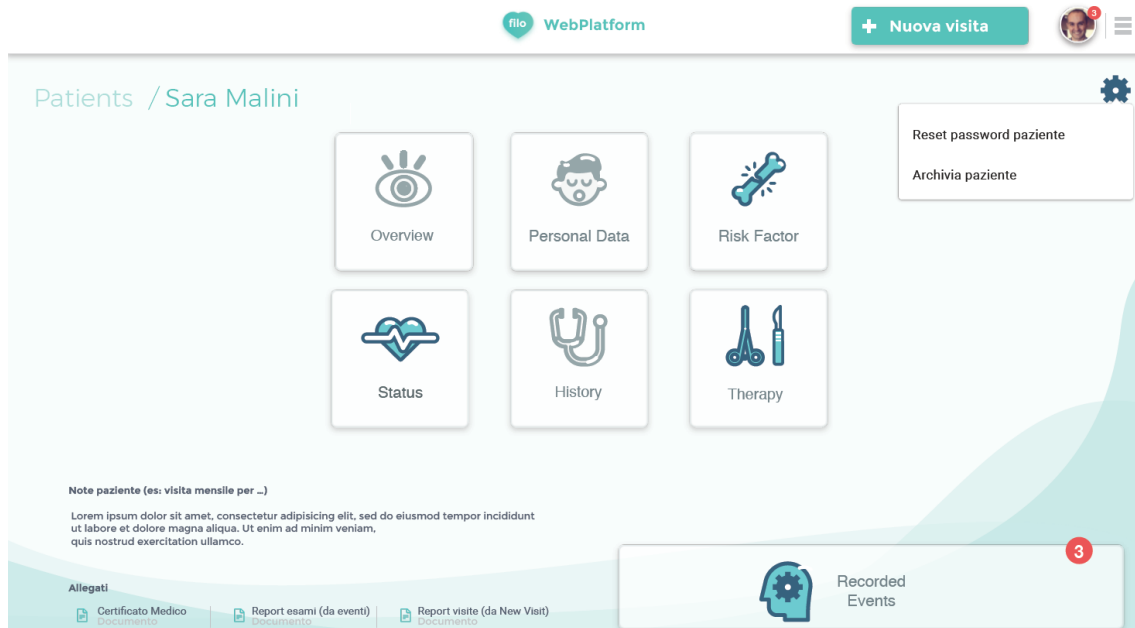 filo WebPlatform
+ Nuova visita
3
Patients / Sara Malini
Reset password paziente
Archivia paziente
Overview
Personal Data
Risk Factor
Status
History
Therapy
Note paziente (es: visita mensile per ...)
Lorem ipsum dolor sit amet, consectetur adipisicing elit, sed do eiusmod tempor incididunt
ut labore et dolore magna aliqua. Ut enim ad minim veniam,
quis nostrud exercitation ullamco.
3
Recorded
Events
Allegati
Certificato Medico
Documento
Report esami (da eventi)
Documento
Report visite (da New Visit)
Documento